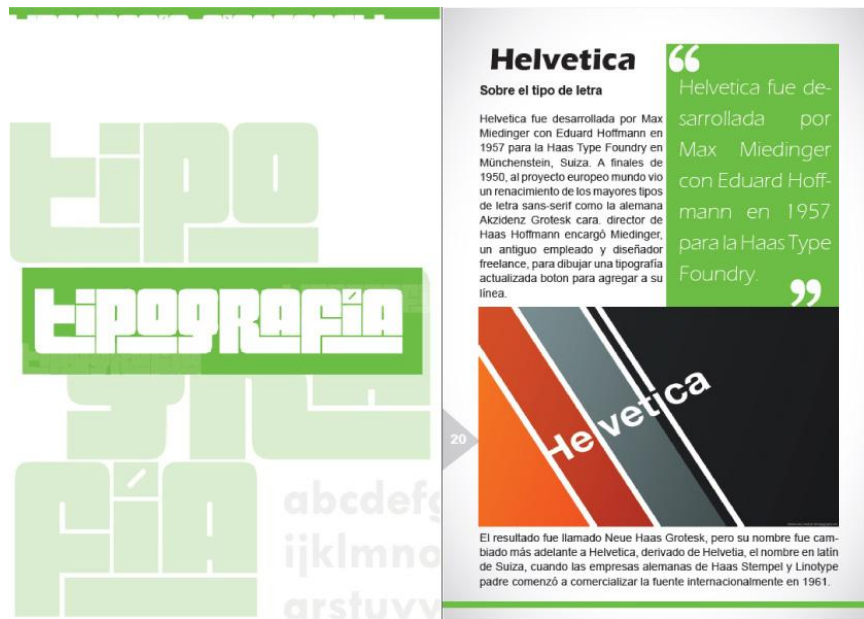 tipo
tipografía
gra
fía
abcdefg
ijklmno
qrstuvv
Helvetica
Sobre el tipo de letra
Helvetica fue desarrollada por Max
Miedinger con Eduard Hoffmann en
1957 para la Haas Type Foundry en
Münchenstein, Suiza. A finales de
1950, al proyecto europeo mundo vio
un renacimiento de los mayores tipos
de letra sans-serif como la alemana
Akzidenz Grotesk cara. director de
Haas Hoffmann encargó Miedinger,
un antiguo empleado y diseñador
freelance, para dibujar una tipografía
actualizada boton para agregar a su
línea.
“
Helvetica fue de-
sarrollada por
Max Miedinger
con Eduard Hoff-
mann en 1957
para la Haas Type
Foundry.
”
Helvetica
20
El resultado fue llamado Neue Haas Grotesk, pero su nombre fue cam-
biado más adelante a Helvetica, derivado de Helvetia, el nombre en latín
de Suiza, cuando las empresas alemanas de Haas Stempel y Linotype
padre comenzó a comercializar la fuente internacionalmente en 1961.